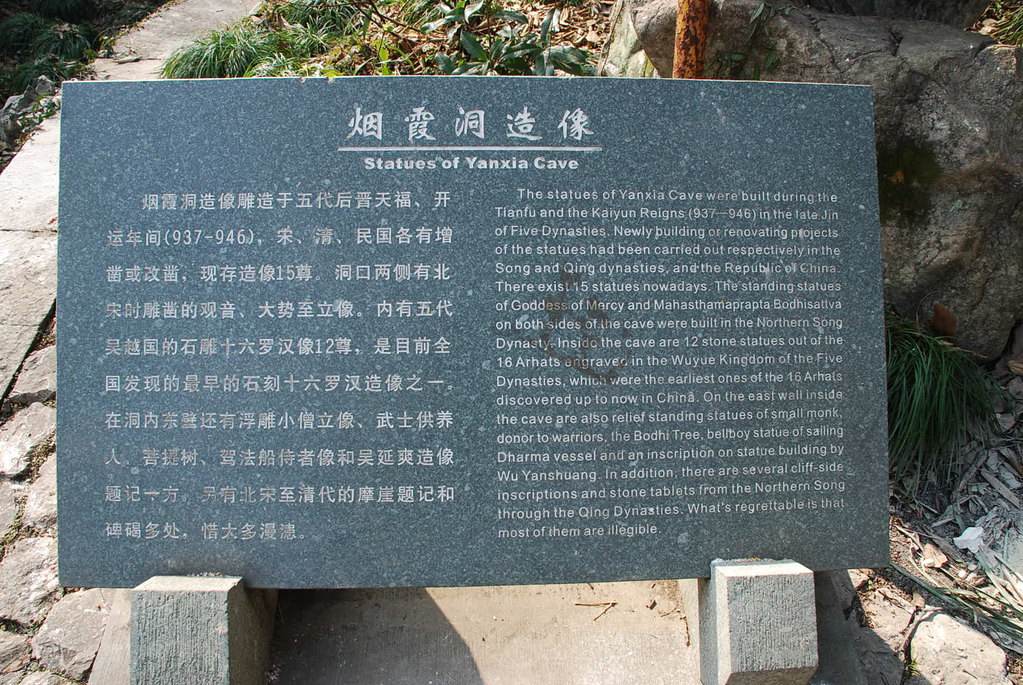 烟霞洞造像
Statues of Yanxia Cave
烟霞洞造像雕造于五代后晋天福、开
运年间(937-946)，宋、清、民国各有增
凿或改凿，现存造像15尊。洞口两侧有北
宋时雕凿的观音、大势至立像。内有五代
吴越国的石雕十六罗汉像12尊，是目前全
国发现的最早的石刻十六罗汉造像之一。
在洞内东壁还有浮雕小僧立像、武士供养
人、菩提树、驾法船侍者像和吴延爽造像
题记一方。另有北宋至清代的摩崖题记和
碑碣多处，惜大多漫漶。
The statues of Yanxia Cave were built during the
Tianfu and the Kaiyun Reigns (937—946) in the late Jin
of Five Dynasties. Newly building or renovating projects
of the statues had been carried out respectively in the
Song and Qing dynasties, and the Republic of China.
There exist 15 statues nowadays. The standing statues
of Goddess of Mercy and Mahasthamaprapta Bodhisattva
on both sides of the cave were built in the Northern Song
Dynasty. Inside the cave are 12 stone statues out of the
16 Arhats engraved in the Wuyue Kingdom of the Five
Dynasties, which were the earliest ones of the 16 Arhats
discovered up to now in China. On the east wall inside
the cave are also relief standing statues of small monk,
donor to warriors, the Bodhi Tree, bellboy statue of sailing
Dharma vessel and an inscription on statue building by
Wu Yanshuang. In addition, there are several cliff-side
inscriptions and stone tablets from the Northern Song
through the Qing Dynasties. What's regrettable is that
most of them are illegible.